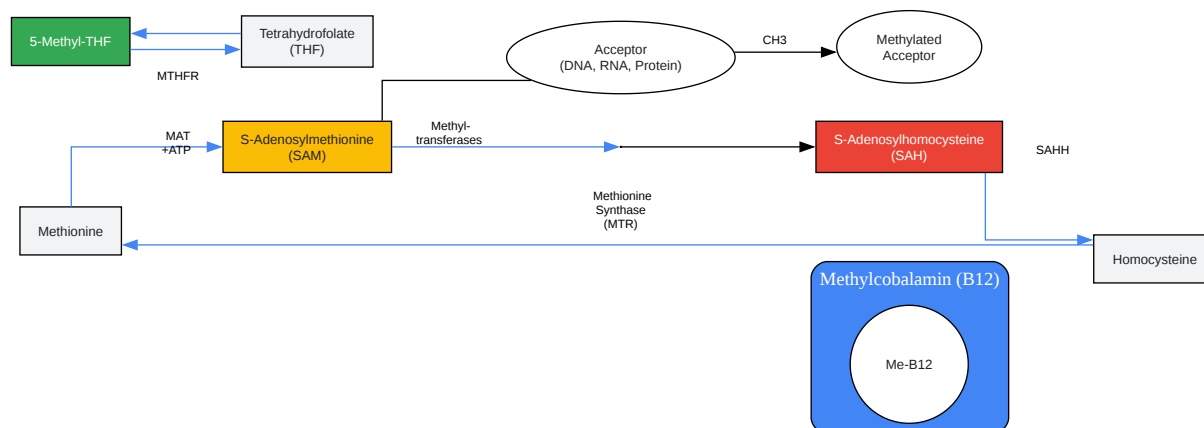 5-Methyl-THF
Tetrahydrofolate
(THF)
MTHFR
Acceptor
(DNA, RNA, Protein)
CH3
Methylated
Acceptor
MAT
+ATP
S-Adenosylmethionine
(SAM)
Methyl-
transferases
S-Adenosylhomocysteine
(SAH)
SAHH
Methionine
Methionine
Synthase
(MTR)
Homocysteine
Methylcobalamin (B12)
Me-B12